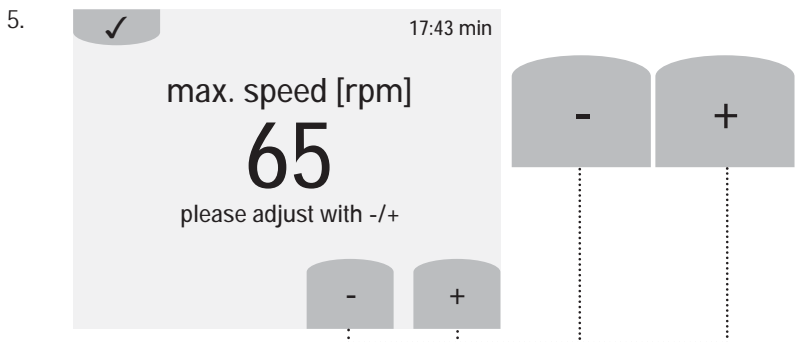 5.
✓ 17:43 min
max. speed [rpm]
65
please adjust with -/+
- +
- +